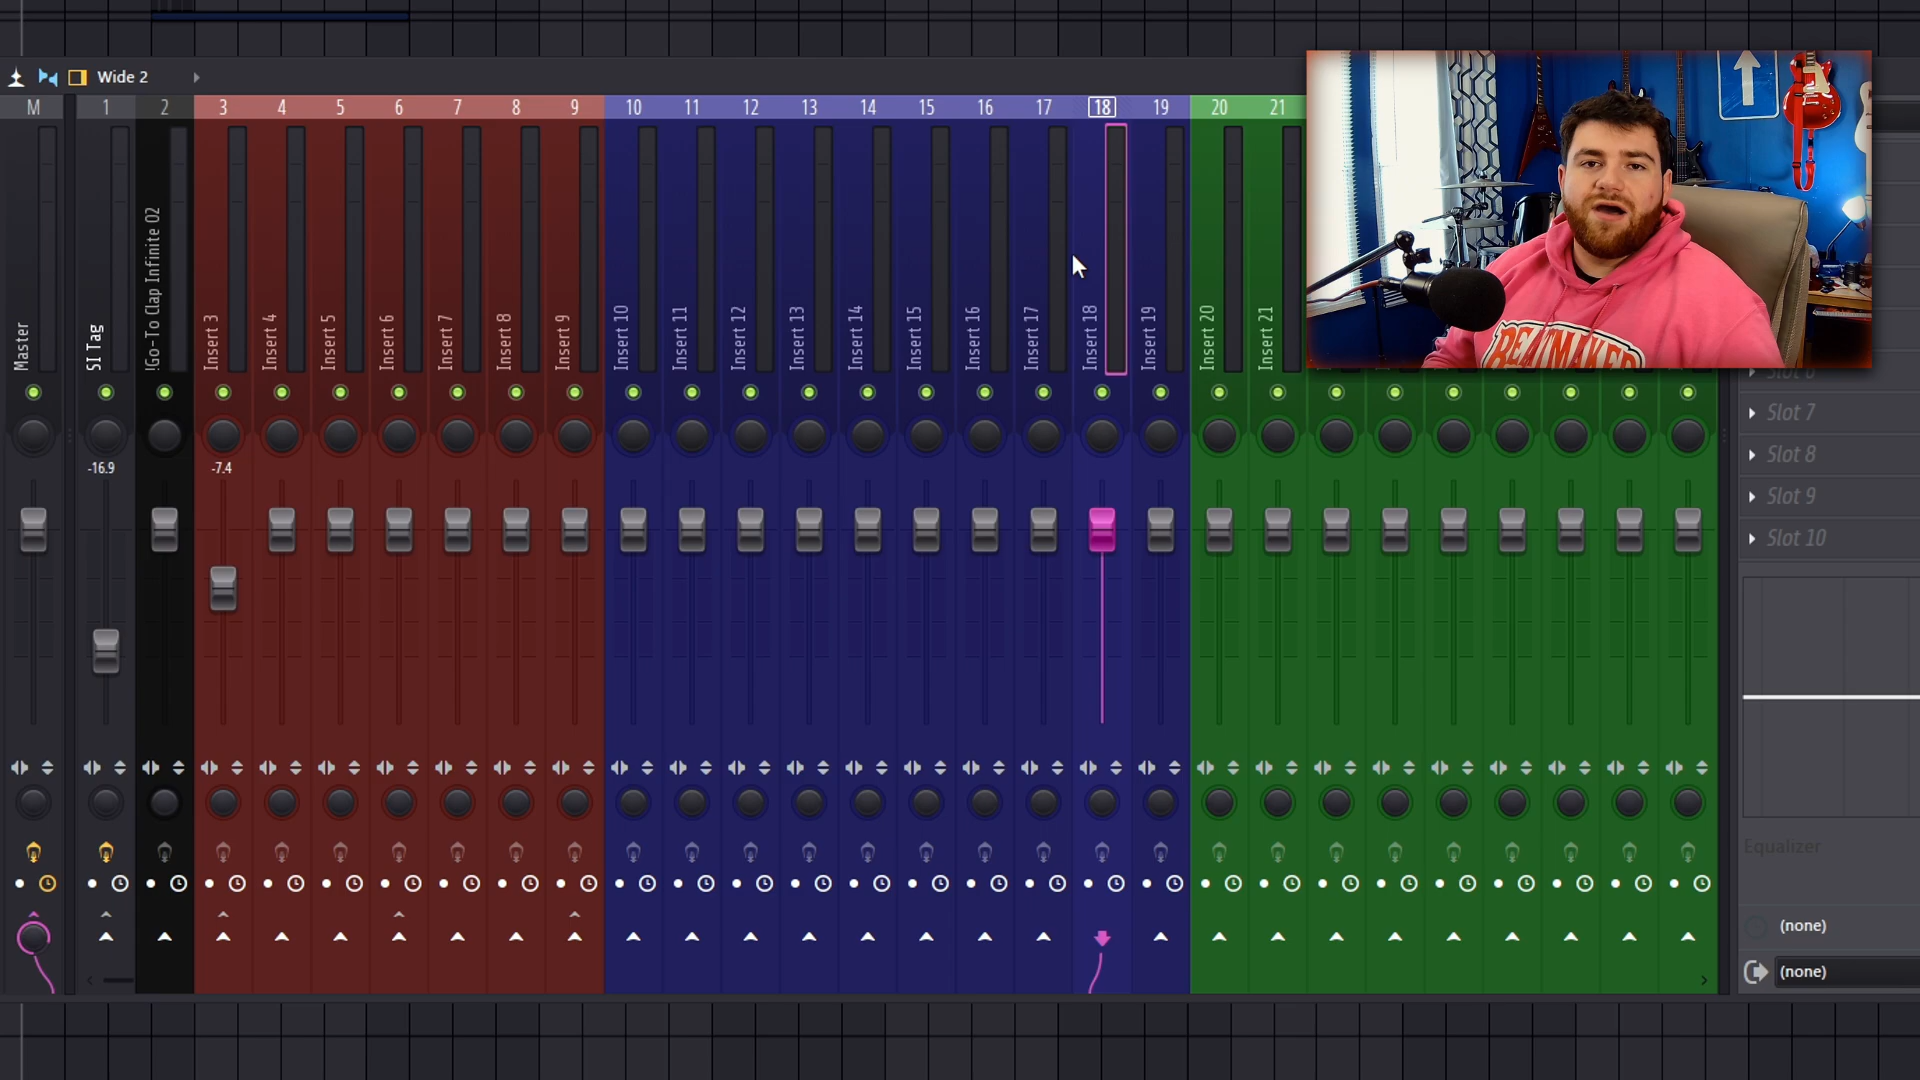 Wide 2
M 1 2 3 4 5 6 7 8 9 10 11 12 13 14 15 16 17 18 19 20 21
Master
SI Tag
!Go-To Clap Infinite 02
Insert 3
Insert 4
Insert 5
Insert 6
Insert 7
Insert 8
Insert 9
Insert 10
Insert 11
Insert 12
Insert 13
Insert 14
Insert 15
Insert 16
Insert 17
Insert 18
Insert 19
Insert 20
Insert 21
BEATMAKER
Slot 6
Slot 7
-16.9 -7.4
Slot 8
Slot 9
Slot 10
Equalizer
(none)
(none)